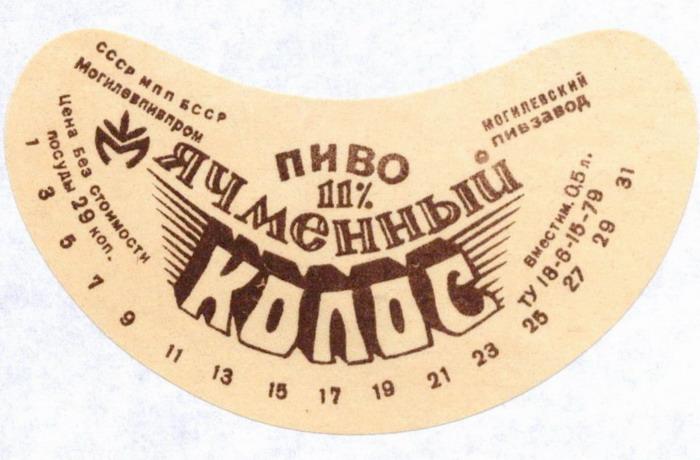 СССР МПП БССР
Могилевпивпром
Цена без стоимости
посуды 29 коп.
ПИВО
11%
ЯЧМЕННЫЙ
КОЛОС
МОГИЛЕВСКИЙ
ПИВЗАВОД
Вместим. 0,5 л.
ТУ 18-6-15-79
1 3 5 7 9 11 13 15 17 19 21 23 25 27 29 31